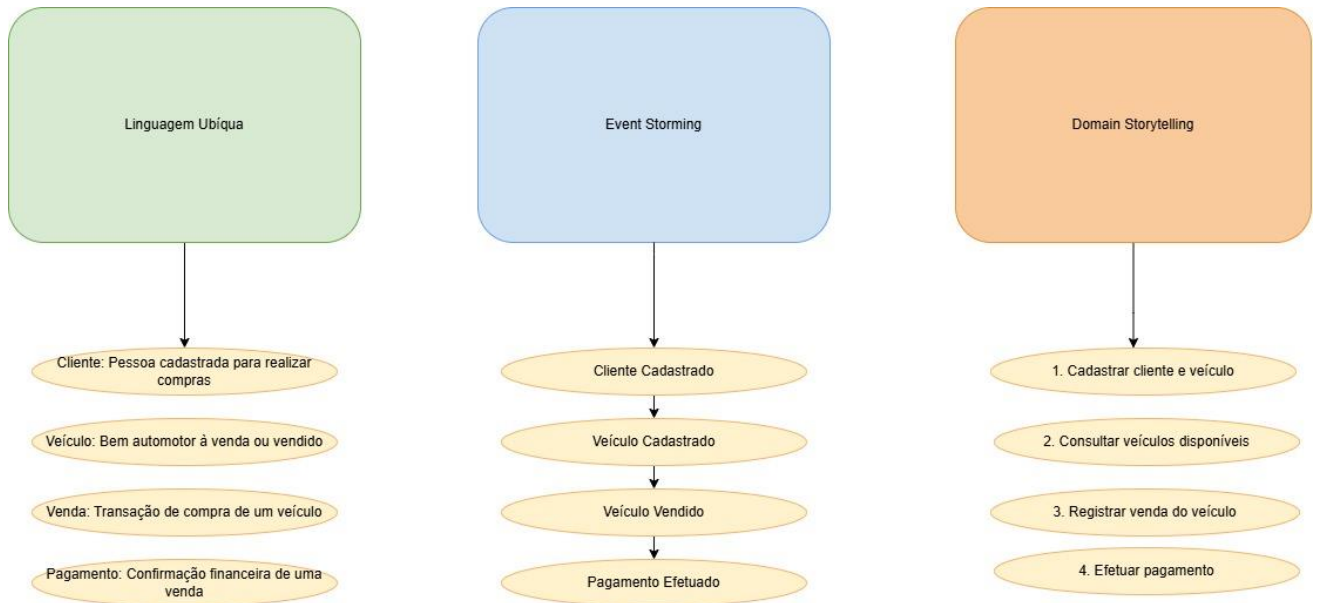 Linguagem Ubíqua
Cliente: Pessoa cadastrada para realizar
compras
Veículo: Bem automotor à venda ou vendido
Venda: Transação de compra de um veículo
Pagamento: Confirmação financeira de uma
venda
Event Storming
Cliente Cadastrado
Veículo Cadastrado
Veículo Vendido
Pagamento Efetuado
Domain Storytelling
1. Cadastrar cliente e veículo
2. Consultar veículos disponíveis
3. Registrar venda do veículo
4. Efetuar pagamento